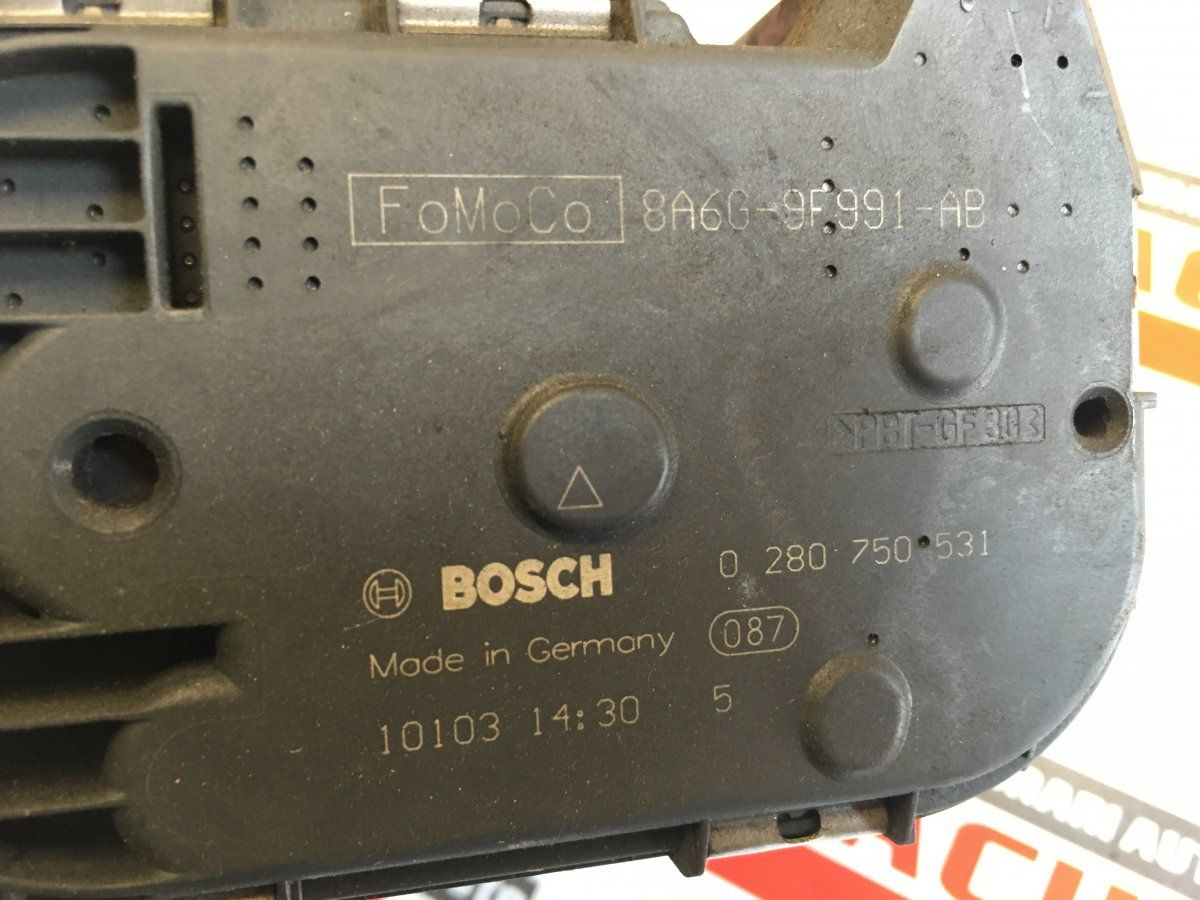 FoMoCo 8A6G-9F991-AB
>PBT-GF30<
BOSCH 0 280 750 531
Made in Germany 087
10103 14:30 5